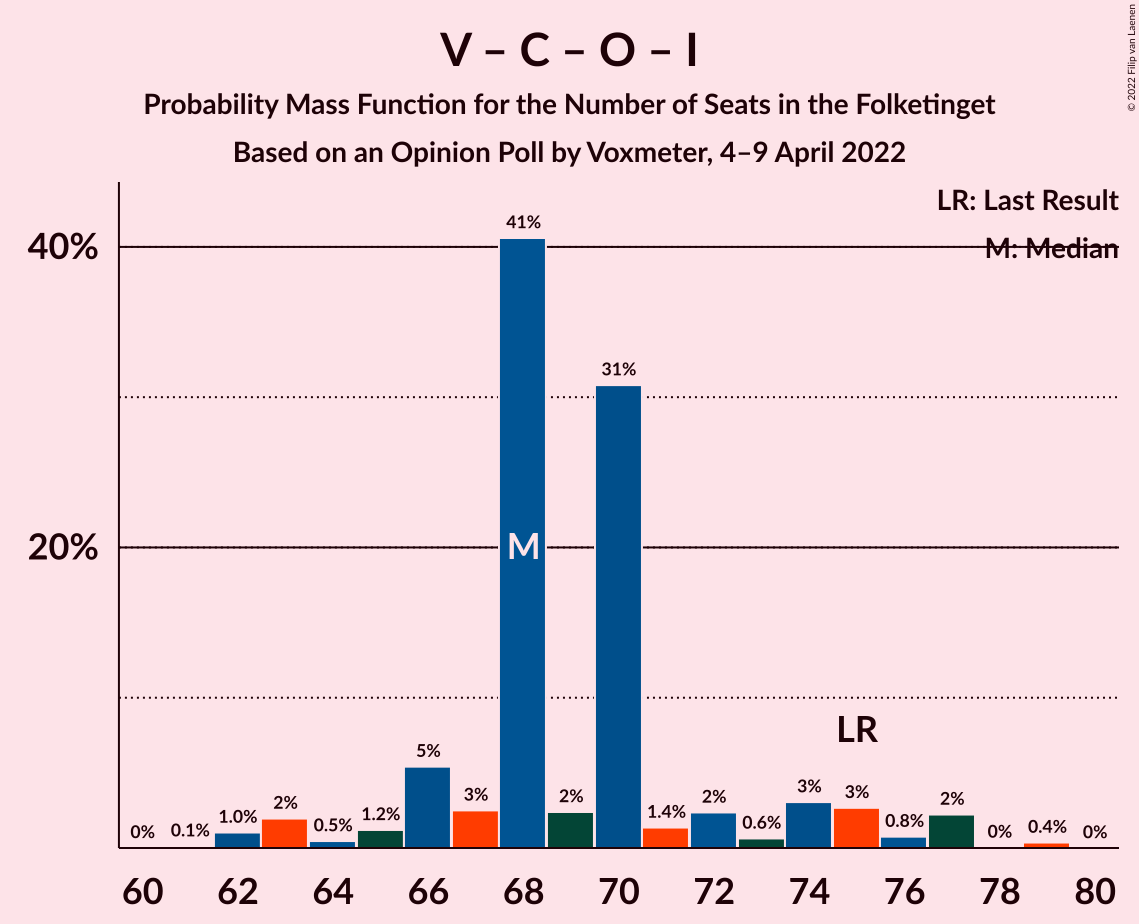 V – C – O – I
Probability Mass Function for the Number of Seats in the Folketinget
Based on an Opinion Poll by Voxmeter, 4–9 April 2022
© 2022 Filip van Laenen
LR: Last Result
M: Median
40%
20%
41%
31%
M
LR
0%
0.1%
1.0%
2%
0.5%
1.2%
5%
3%
2%
1.4%
2%
0.6%
3%
3%
0.8%
2%
0%
0.4%
0%
60 62 64 66 68 70 72 74 76 78 80